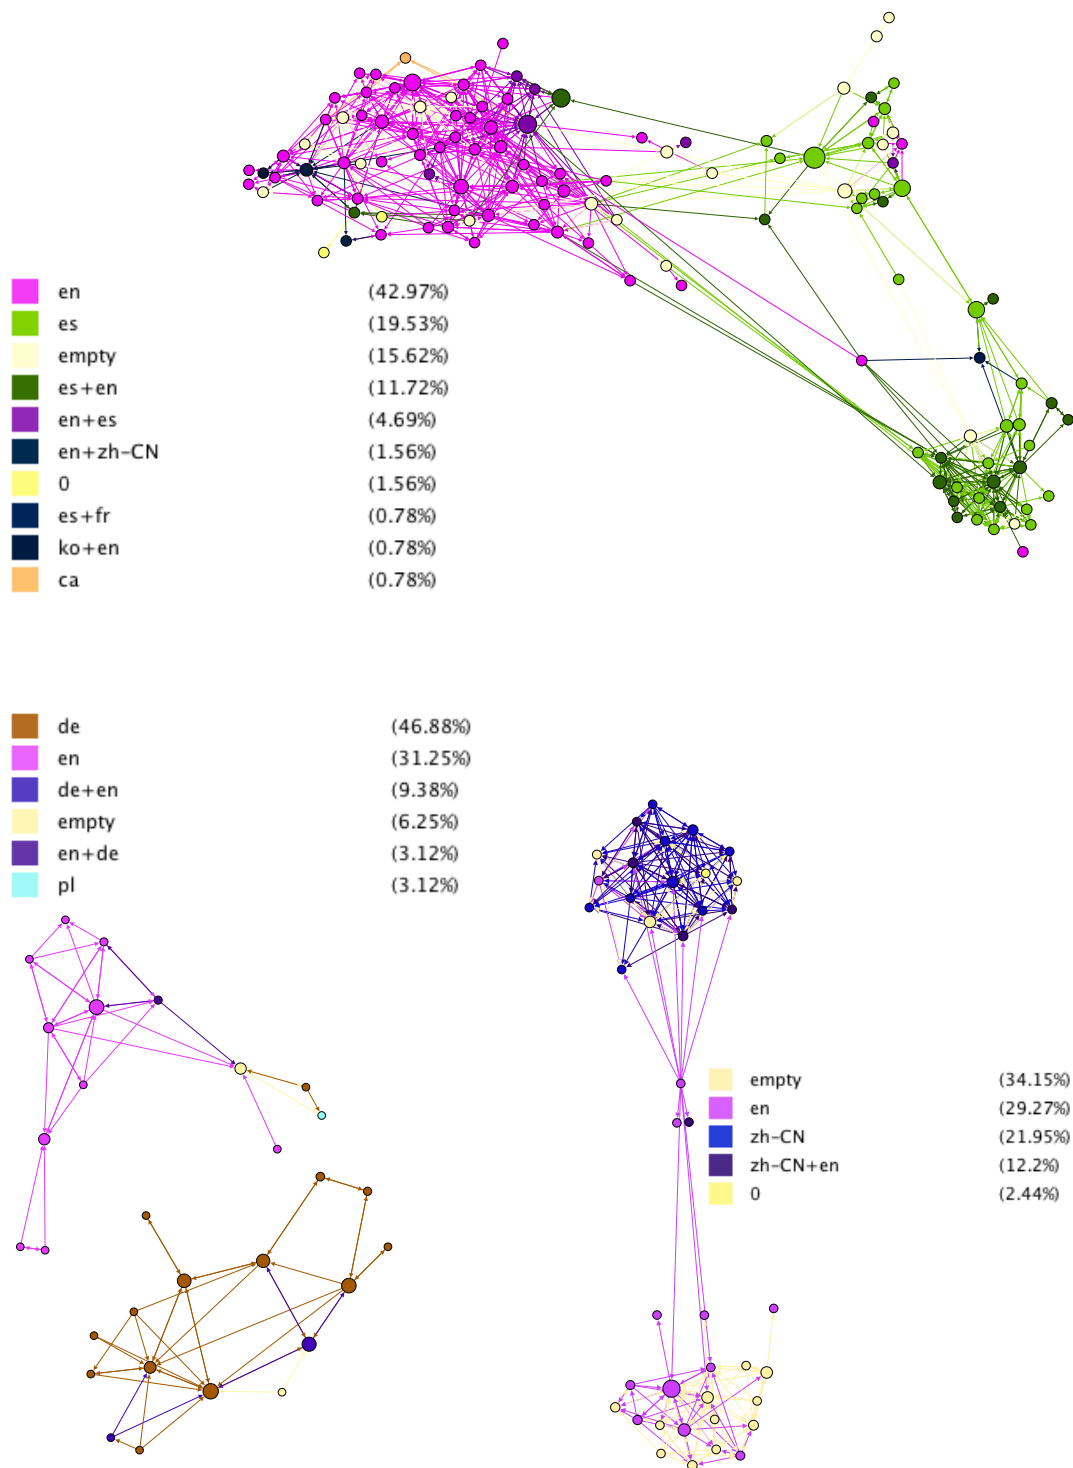 en (42.97%)
es (19.53%)
empty (15.62%)
es+en (11.72%)
en+es (4.69%)
en+zh-CN (1.56%)
0 (1.56%)
es+fr (0.78%)
ko+en (0.78%)
ca (0.78%)
de (46.88%)
en (31.25%)
de+en (9.38%)
empty (6.25%)
en+de (3.12%)
pl (3.12%)
empty (34.15%)
en (29.27%)
zh-CN (21.95%)
zh-CN+en (12.2%)
0 (2.44%)